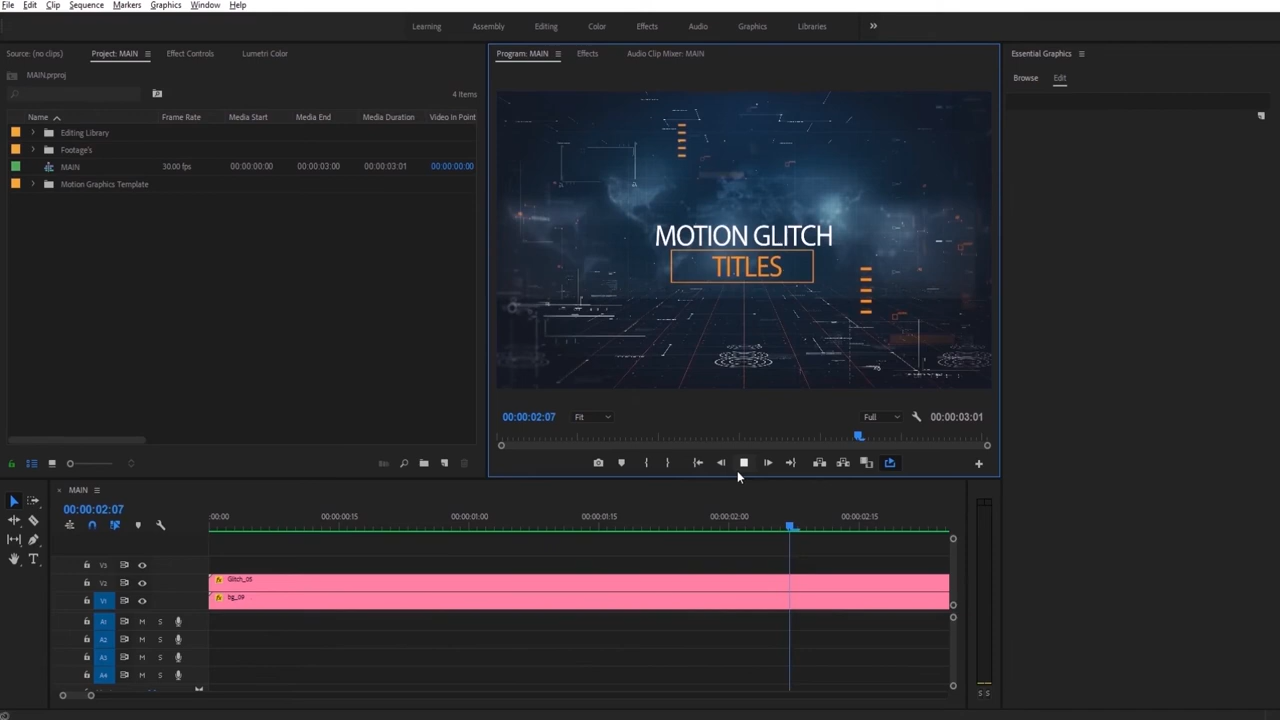 File Edit Clip Sequence Markers Graphics Window Help
Learning Assembly Editing Color Effects Audio Graphics Libraries
Source: (no clips) Project: MAIN Effect Controls Lumetri Color
MAIN.prproj
4 Items
Name Frame Rate Media Start Media End Media Duration Video In Point
Editing Library
Footage's
MAIN 30.00 fps 00:00:00:00 00:00:03:00 00:00:03:01 00:00:00:00
Motion Graphics Template
Program: MAIN Effects Audio Clip Mixer: MAIN
MOTION GLITCH
TITLES
00:00:02:07 Fit Full 00:00:03:01
Essential Graphics
Browse Edit
MAIN
00:00:02:07
:00:00 00:00:00:15 00:00:01:00 00:00:01:15 00:00:02:00 00:00:02:15
V3
V2 Glitch_05
V1 bg_09
A1 M S
A2 M S
A3 M S
A4 M S
S S